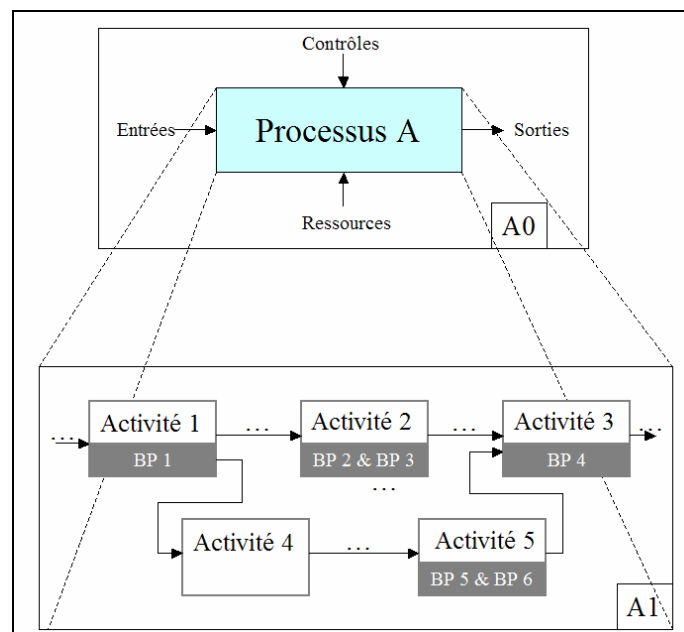 Contrôles
Entrées
Processus A
Sorties
Ressources
A0
Activité 1
...
Activité 2
...
Activité 3
...
...
BP 1
BP 2 & BP 3
BP 4
...
Activité 4
...
Activité 5
BP 5 & BP 6
A1